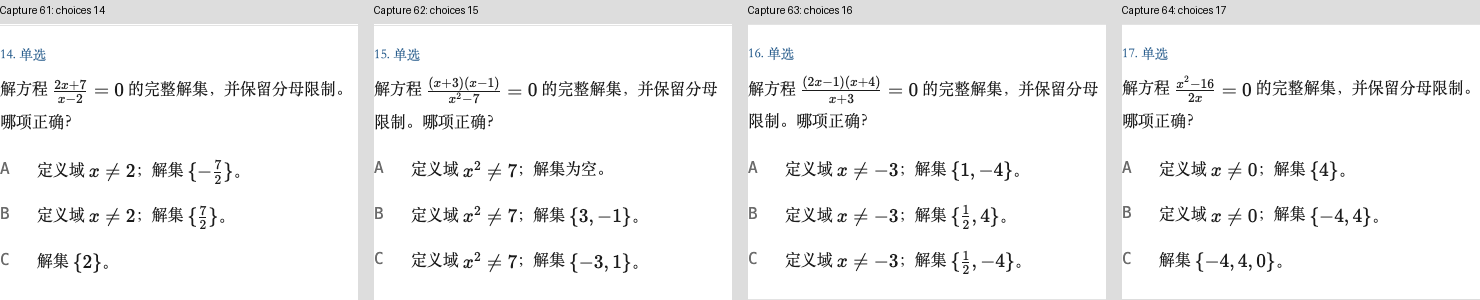 Capture 61: choices 14
14. 单选
解方程 \frac{2x+7}{x-2} = 0 的完整解集，并保留分母限制。
哪项正确?
A 定义域 x ≠ 2；解集 {-\frac{7}{2}}。
B 定义域 x ≠ 2；解集 {\frac{7}{2}}。
C 解集 {2}。
Capture 62: choices 15
15. 单选
解方程 \frac{(x+3)(x-1)}{x^2-7} = 0 的完整解集，并保留分母
限制。哪项正确?
A 定义域 x^2 ≠ 7；解集为空。
B 定义域 x^2 ≠ 7；解集 {3, -1}。
C 定义域 x^2 ≠ 7；解集 {-3, 1}。
Capture 63: choices 16
16. 单选
解方程 \frac{(2x-1)(x+4)}{x+3} = 0 的完整解集，并保留分母
限制。哪项正确?
A 定义域 x ≠ -3；解集 {1, -4}。
B 定义域 x ≠ -3；解集 {\frac{1}{2}, 4}。
C 定义域 x ≠ -3；解集 {\frac{1}{2}, -4}。
Capture 64: choices 17
17. 单选
解方程 \frac{x^2-16}{2x} = 0 的完整解集，并保留分母限制。
哪项正确?
A 定义域 x ≠ 0；解集 {4}。
B 定义域 x ≠ 0；解集 {-4, 4}。
C 解集 {-4, 4, 0}。